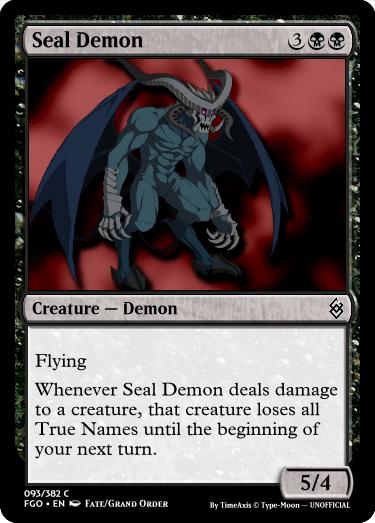 Seal Demon 3
Creature — Demon
Flying
Whenever Seal Demon deals damage
to a creature, that creature loses all
True Names until the beginning of
your next turn.
5/4
093/382 C
FGO • EN Fate/Grand Order
By TimeAxis © Type-Moon — UNOFFICIAL